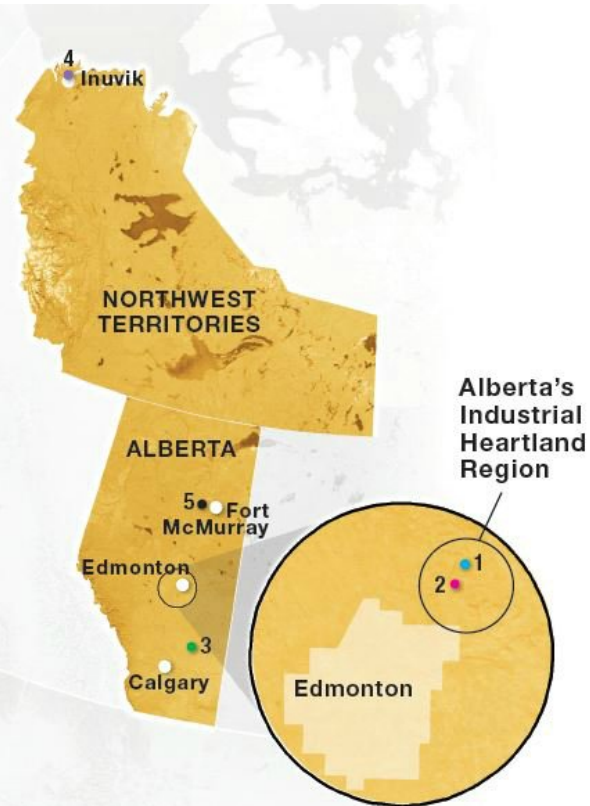 4
Inuvik
NORTHWEST
TERRITORIES
Alberta's
Industrial
Heartland
Region
ALBERTA
5 Fort
McMurray
Edmonton
1
2
3
Calgary
Edmonton